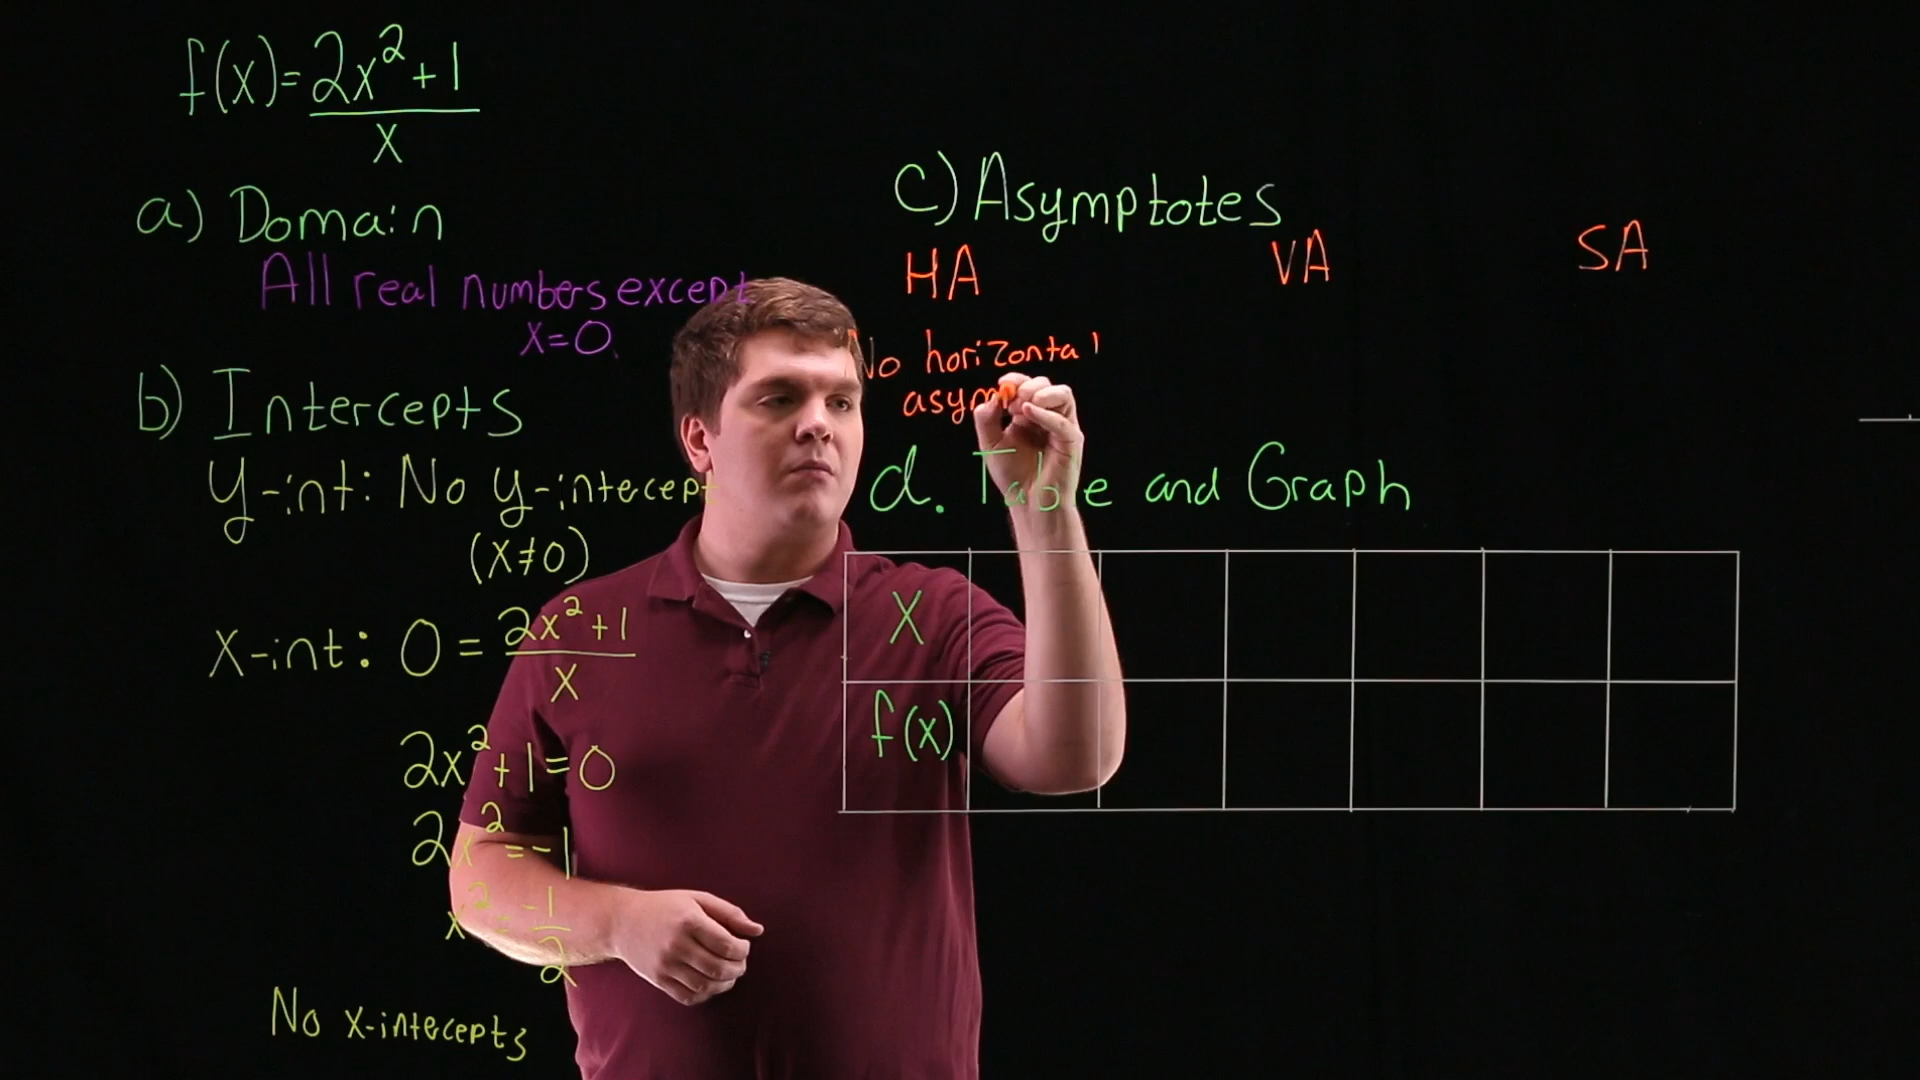 f(x)=2x²+1
x
a) Domain
All real numbers except
x=0
b) Intercepts
y-int: No y-intecept
(x≠0)
x-int: 0 = 2x²+1
x
2x²+1=0
2x²=-1
x²=-1
2
No x-intecepts
c) Asymptotes
HA VA SA
No horizontal
asym
d. Table and Graph
x
f(x)